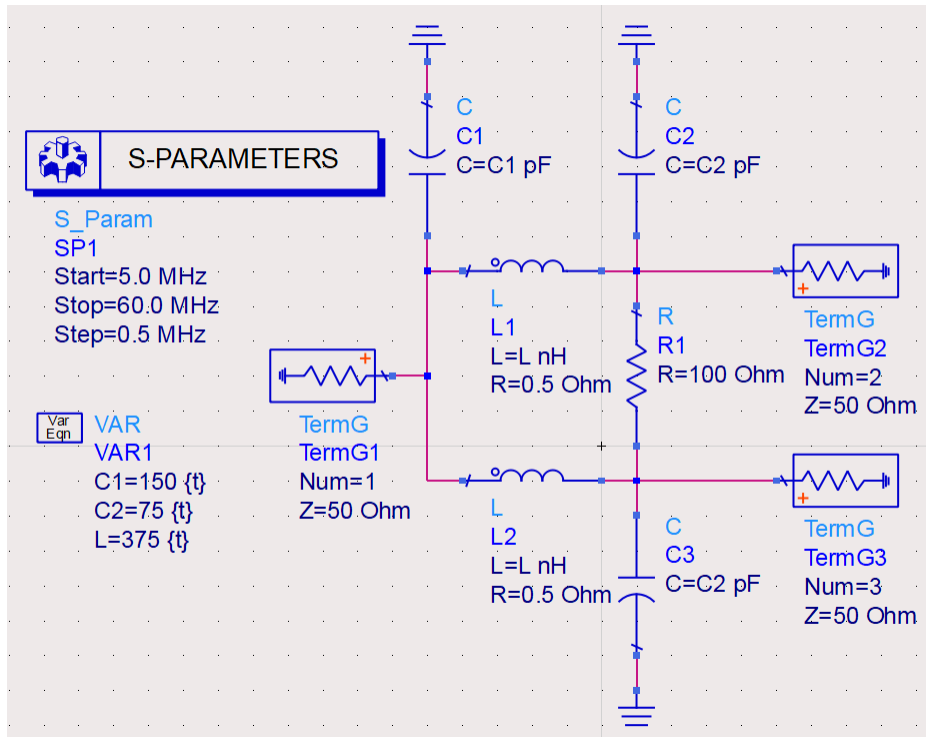 C
C1
C=C1 pF
C
C2
C=C2 pF
S-PARAMETERS
S_Param
SP1
Start=5.0 MHz
Stop=60.0 MHz
Step=0.5 MHz
L
L1
L=L nH
R=0.5 Ohm
R
R1
R=100 Ohm
TermG
TermG2
Num=2
Z=50 Ohm
Var
Eqn
VAR
VAR1
C1=150 {t}
C2=75 {t}
L=375 {t}
TermG
TermG1
Num=1
Z=50 Ohm
L
L2
L=L nH
R=0.5 Ohm
C
C3
C=C2 pF
TermG
TermG3
Num=3
Z=50 Ohm